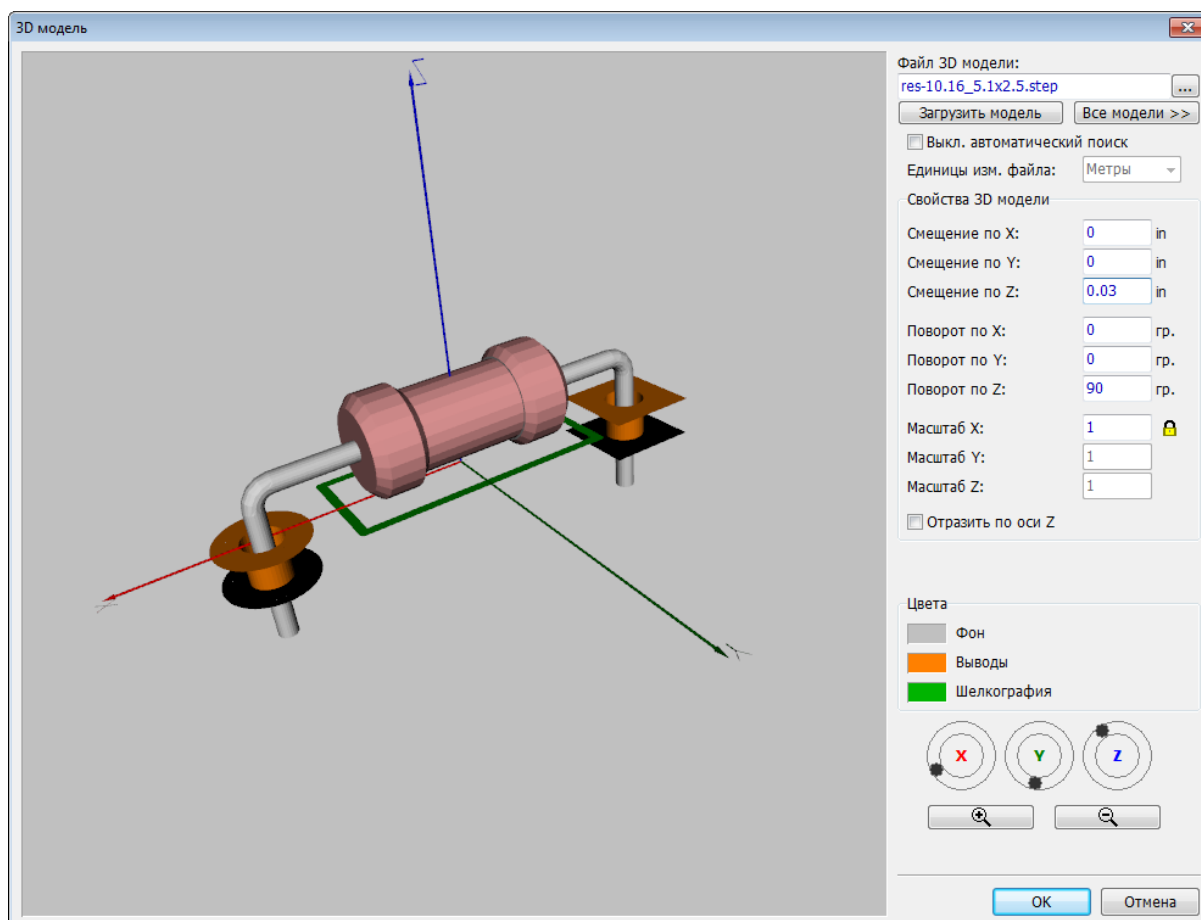 3D модель
Файл 3D модели:
res-10.16_5.1x2.5.step
...
Загрузить модель Все модели >>
Выкл. автоматический поиск
Единицы изм. файла: Метры
Свойства 3D модели
Смещение по X: 0 in
Смещение по Y: 0 in
Смещение по Z: 0.03 in
Поворот по X: 0 гр.
Поворот по Y: 0 гр.
Поворот по Z: 90 гр.
Масштаб X: 1
Масштаб Y: 1
Масштаб Z: 1
Отразить по оси Z
Цвета
Фон
Выводы
Шелкография
X Y Z
OK Отмена
Z
X
Y